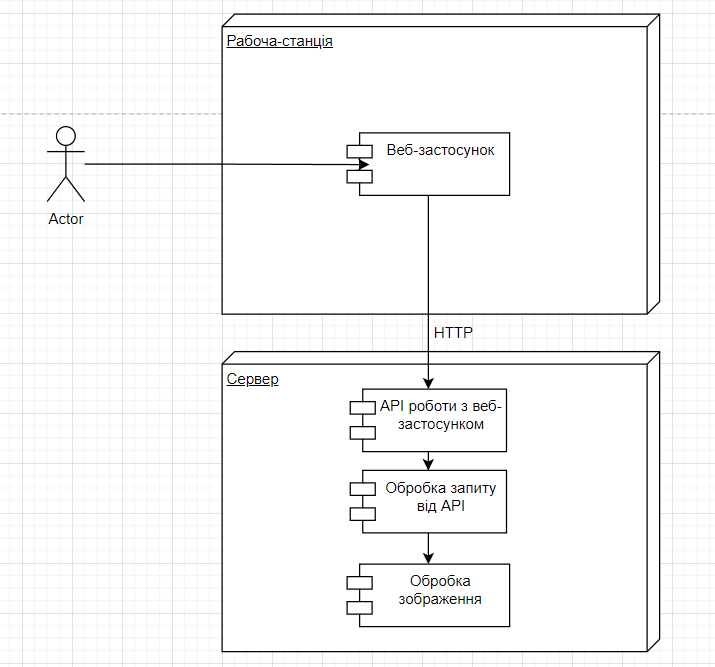 Рабоча-станція
Веб-застосунок
Actor
HTTP
Сервер
API роботи з веб-
застосунком
Обробка запиту
від API
Обробка
зображення